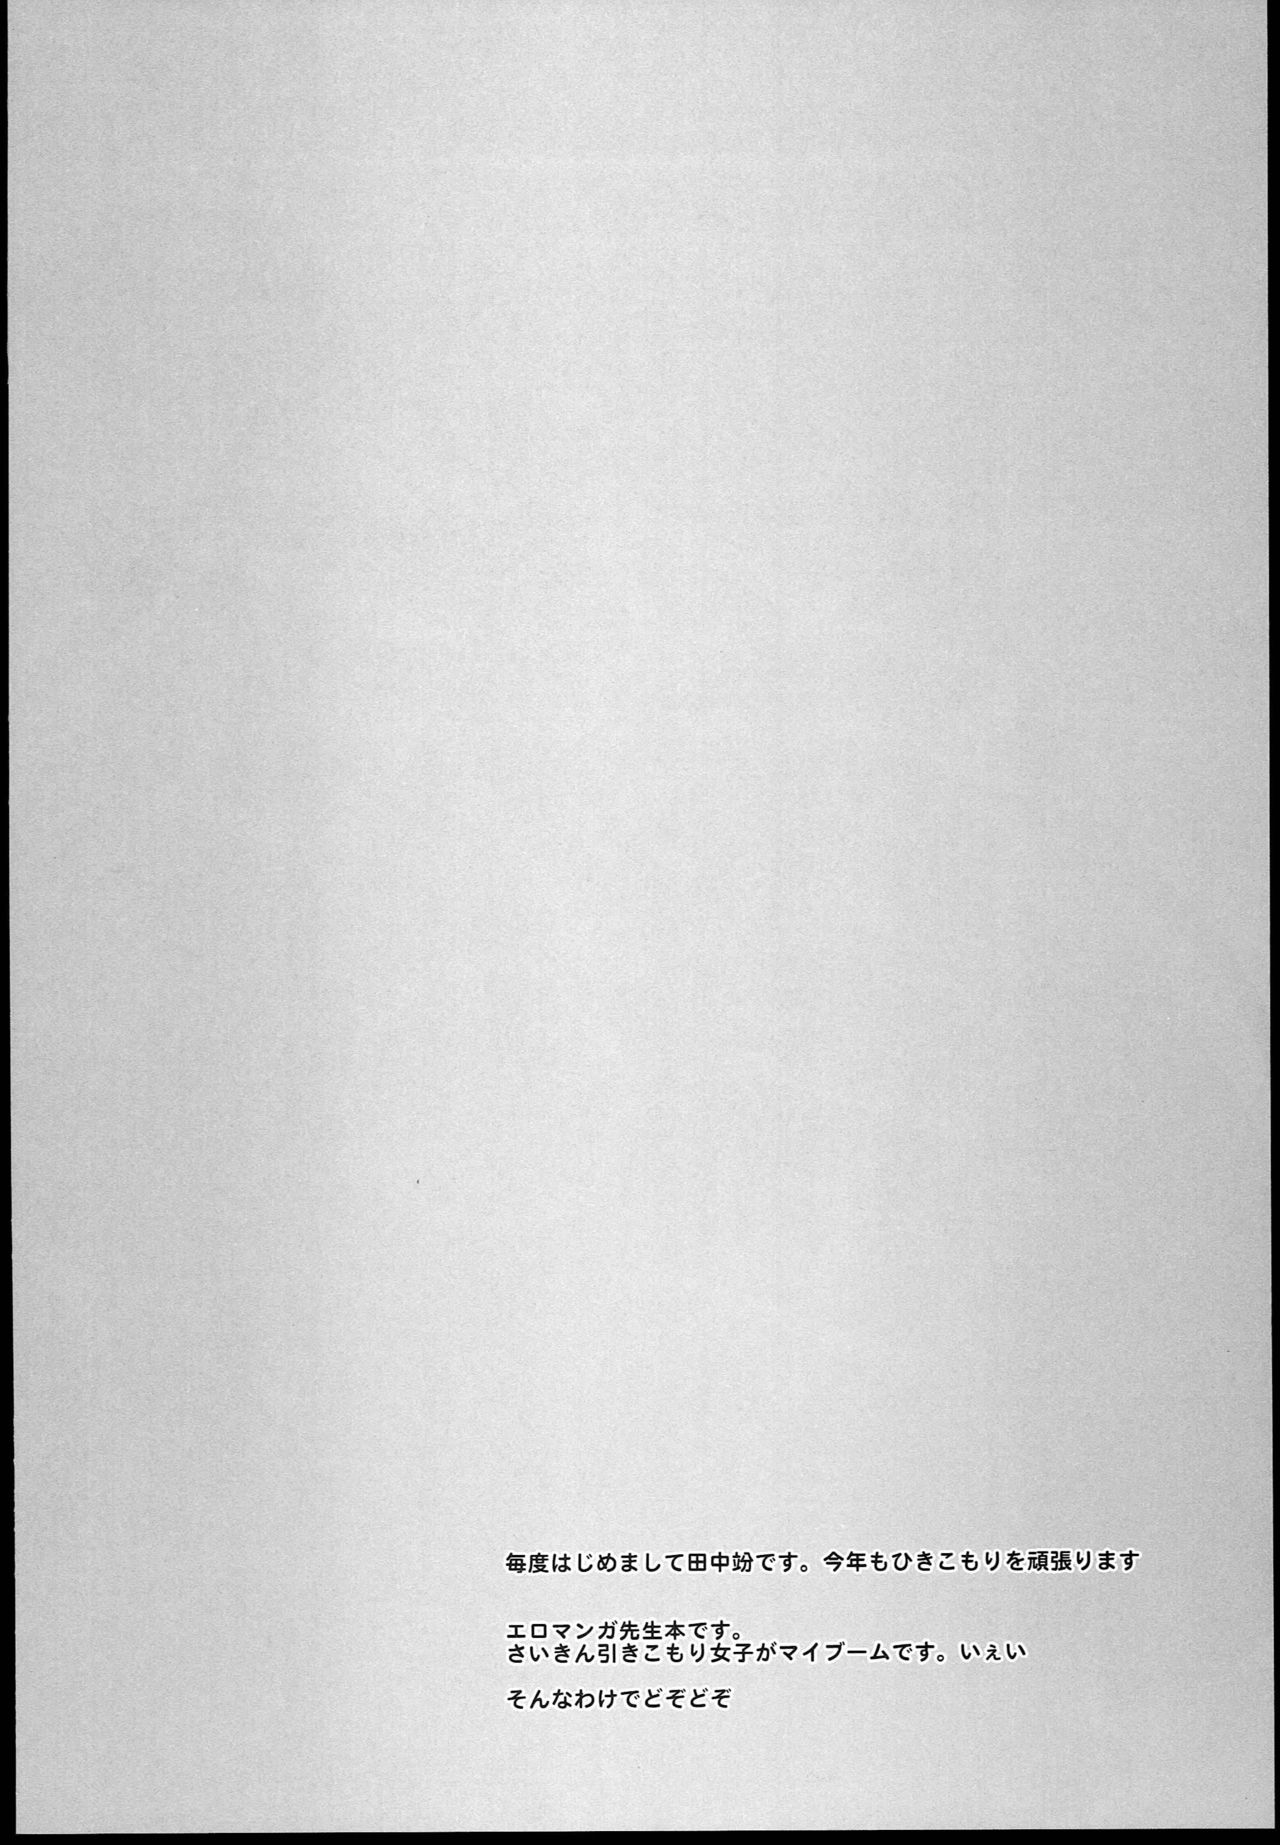 毎度はじめまして田中竕です。今年もひきこもりを頑張ります
エロマンガ先生本です。
さいきん引きこもり女子がマイブームです。いぇい
そんなわけでどぞどぞ